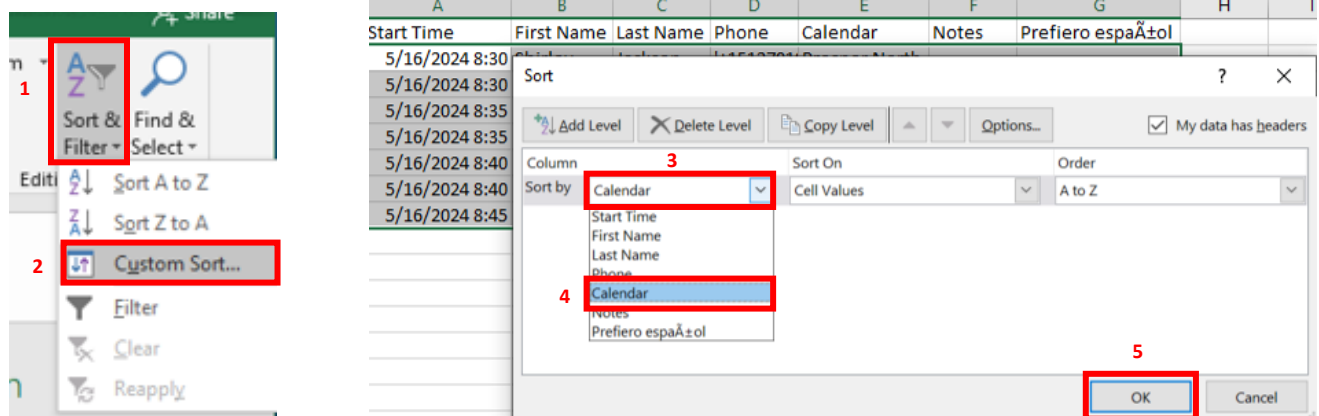 Share
1
Sort & Find &
Filter Select
Editi
Sort A to Z
Sort Z to A
2
Custom Sort...
Filter
Clear
Reapply
A B C D E F G H I
Start Time First Name Last Name Phone Calendar Notes Prefiero espaÃ±ol
5/16/2024 8:30
5/16/2024 8:30
5/16/2024 8:35
5/16/2024 8:35
5/16/2024 8:40
5/16/2024 8:40
5/16/2024 8:45
Sort ?
Add Level Delete Level Copy Level Options... My data has headers
3
Column Sort On Order
Sort by Calendar Cell Values A to Z
Start Time
First Name
Last Name
Phone
4
Calendar
Notes
Prefiero espaÃ±ol
5
OK Cancel